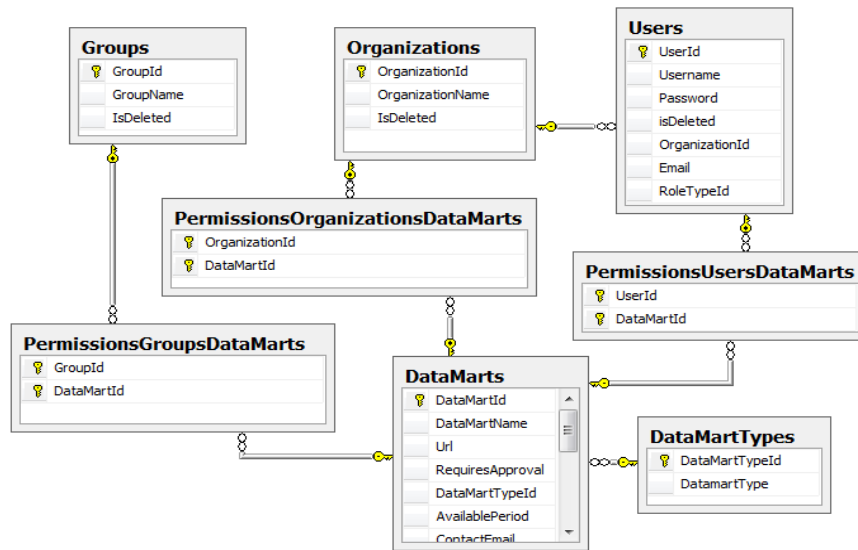 Groups
GroupId
GroupName
IsDeleted
Organizations
OrganizationId
OrganizationName
IsDeleted
Users
UserId
Username
Password
isDeleted
OrganizationId
Email
RoleTypeId
PermissionsOrganizationsDataMarts
OrganizationId
DataMartId
PermissionsUsersDataMarts
UserId
DataMartId
PermissionsGroupsDataMarts
GroupId
DataMartId
DataMarts
DataMartId
DataMartName
Url
RequiresApproval
DataMartTypeId
AvailablePeriod
ContactEmail
DataMartTypes
DataMartTypeId
DatamartType